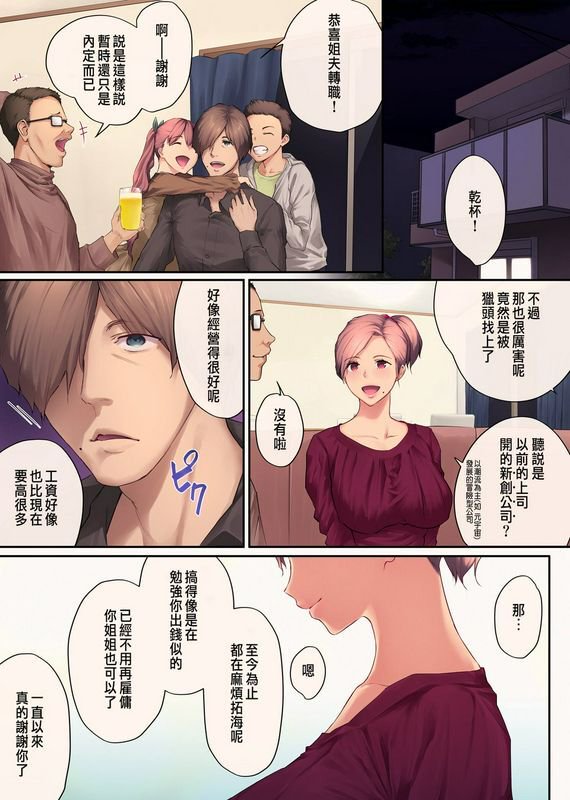 乾杯！
恭喜姐夫轉職！
啊—謝謝
說是這樣說
暫時還只是
內定而已
不過
那也很厲害呢
竟然是被
獵頭找上了
聽說是
以前的上司
開的新創公司？
以潮流為主(如 元宇宙)
發展的冒險型公司
沒有啦
好像經營得很好呢
工資好像
也比現在
要高很多
ピク
那…
嗯
至今為止
都在麻煩拓海呢
搞得像是在
勉強你出錢似的
已經不用再雇傭
你姐姐也可以了
一直以來
真的謝謝你了